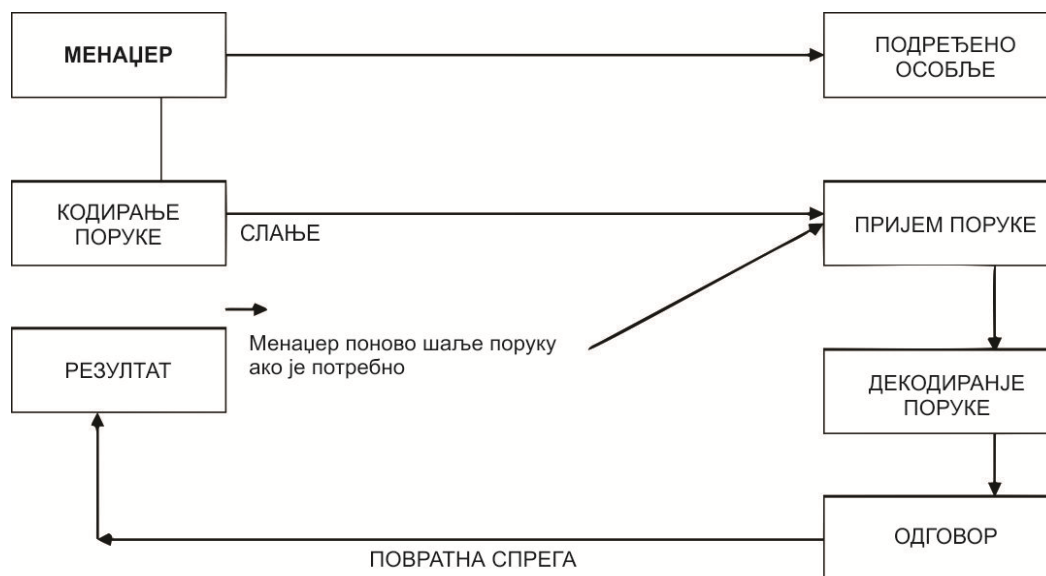 МЕНАЏЕР
ПОДРЕЂЕНО
ОСОБЉЕ
КОДИРАЊЕ
ПОРУКЕ
СЛАЊЕ
ПРИЈЕМ ПОРУКЕ
Менаџер поново шаље поруку
ако је потребно
РЕЗУЛТАТ
ДЕКОДИРАНЈЕ
ПОРУКЕ
ОДГОВОР
ПОВРАТНА СПРЕГА